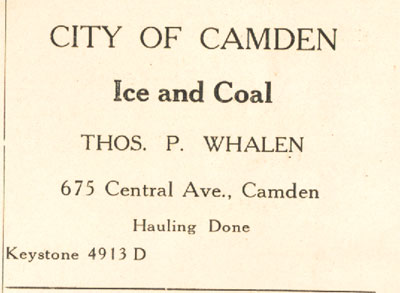 CITY OF CAMDEN
Ice and Coal
THOS. P. WHALEN
675 Central Ave., Camden
Hauling Done
Keystone 4913 D